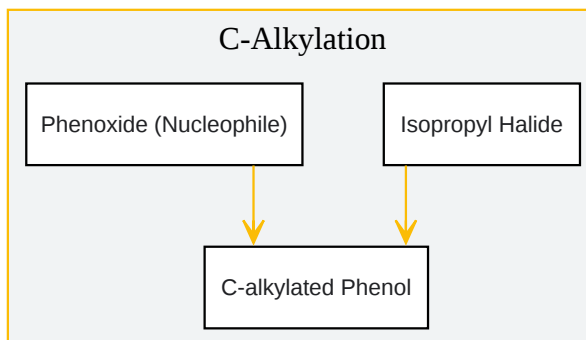 C-Alkylation
Phenoxide (Nucleophile)
Isopropyl Halide
C-alkylated Phenol